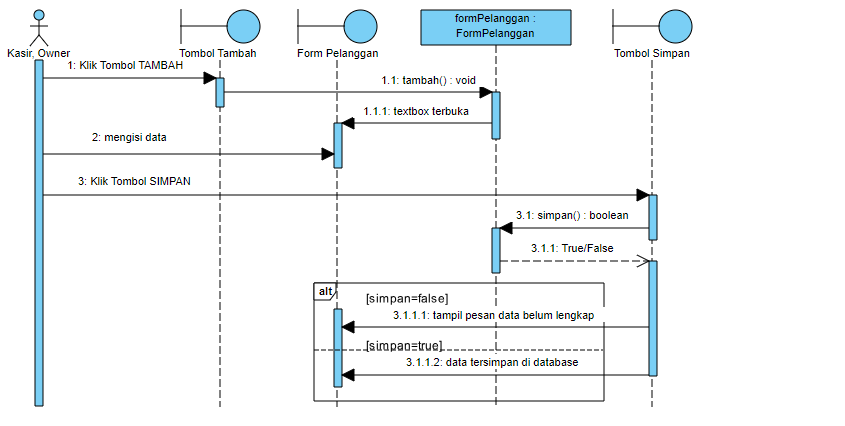 formPelanggan :
FormPelanggan
Kasir, Owner
Tombol Tambah
Form Pelanggan
Tombol Simpan
1: Klik Tombol TAMBAH
1.1: tambah() : void
1.1.1: textbox terbuka
2: mengisi data
3: Klik Tombol SIMPAN
3.1: simpan() : boolean
3.1.1: True/False
alt
[simpan=false]
3.1.1.1: tampil pesan data belum lengkap
[simpan=true]
3.1.1.2: data tersimpan di database